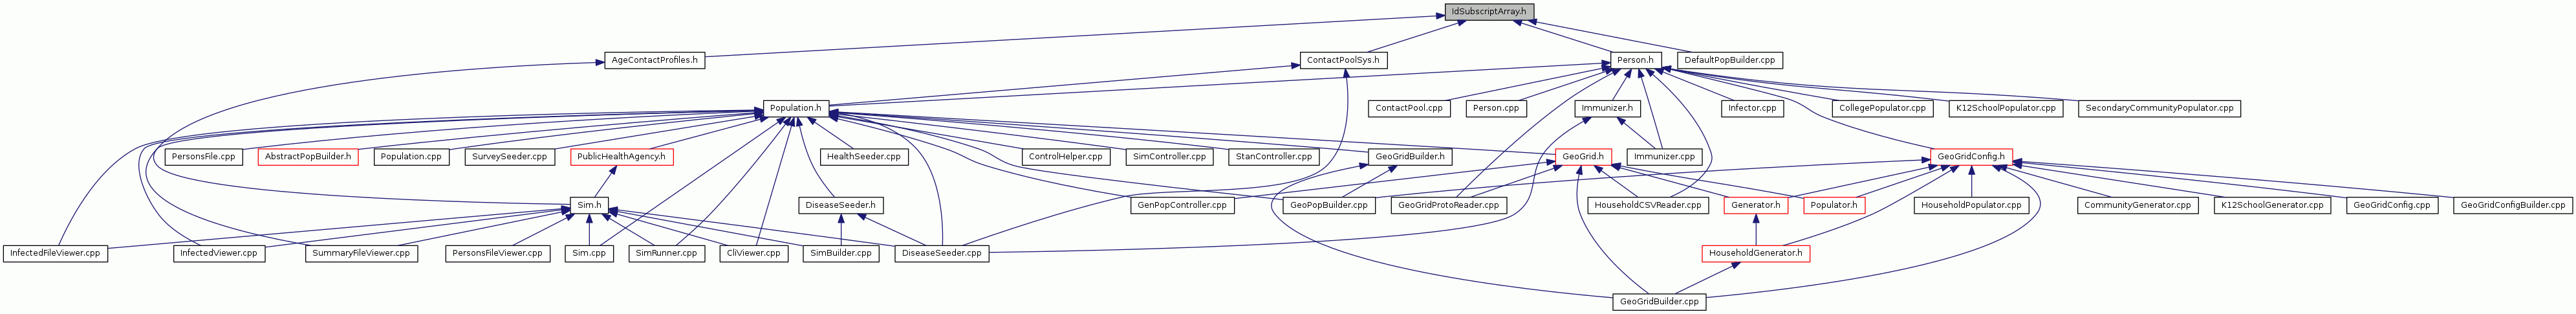 IdSubscriptArray.h
AgeContactProfiles.h
ContactPoolSys.h
Person.h
DefaultPopBuilder.cpp
Population.h
ContactPool.cpp
Person.cpp
Immunizer.h
Infector.cpp
CollegePopulator.cpp
K12SchoolPopulator.cpp
SecondaryCommunityPopulator.cpp
PersonsFile.cpp
AbstractPopBuilder.h
Population.cpp
SurveySeeder.cpp
PublicHealthAgency.h
HealthSeeder.cpp
ControlHelper.cpp
SimController.cpp
StanController.cpp
GeoGridBuilder.h
GeoGrid.h
Immunizer.cpp
GeoGridConfig.h
Sim.h
DiseaseSeeder.h
GenPopController.cpp
GeoPopBuilder.cpp
GeoGridProtoReader.cpp
HouseholdCSVReader.cpp
Generator.h
Populator.h
HouseholdPopulator.cpp
CommunityGenerator.cpp
K12SchoolGenerator.cpp
GeoGridConfig.cpp
GeoGridConfigBuilder.cpp
InfectedFileViewer.cpp
InfectedViewer.cpp
SummaryFileViewer.cpp
PersonsFileViewer.cpp
Sim.cpp
SimRunner.cpp
CliViewer.cpp
SimBuilder.cpp
DiseaseSeeder.cpp
HouseholdGenerator.h
GeoGridBuilder.cpp